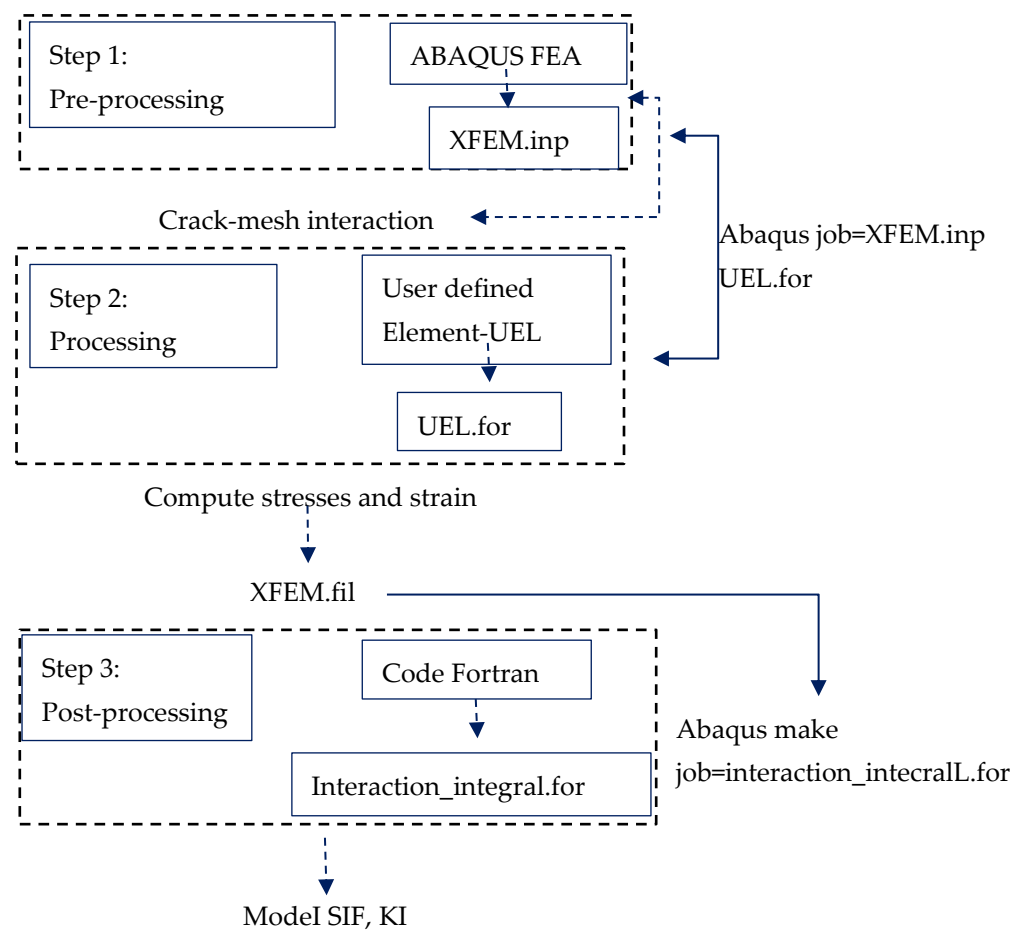 Step 1:
Pre-processing
ABAQUS FEA
XFEM.inp
Crack-mesh interaction
Abaqus job=XFEM.inp
UEL.for
Step 2:
Processing
User defined
Element-UEL
UEL.for
Compute stresses and strain
XFEM.fil
Step 3:
Post-processing
Code Fortran
Interaction_integral.for
Abaqus make
job=interaction_intecralL.for
ModeI SIF, KI